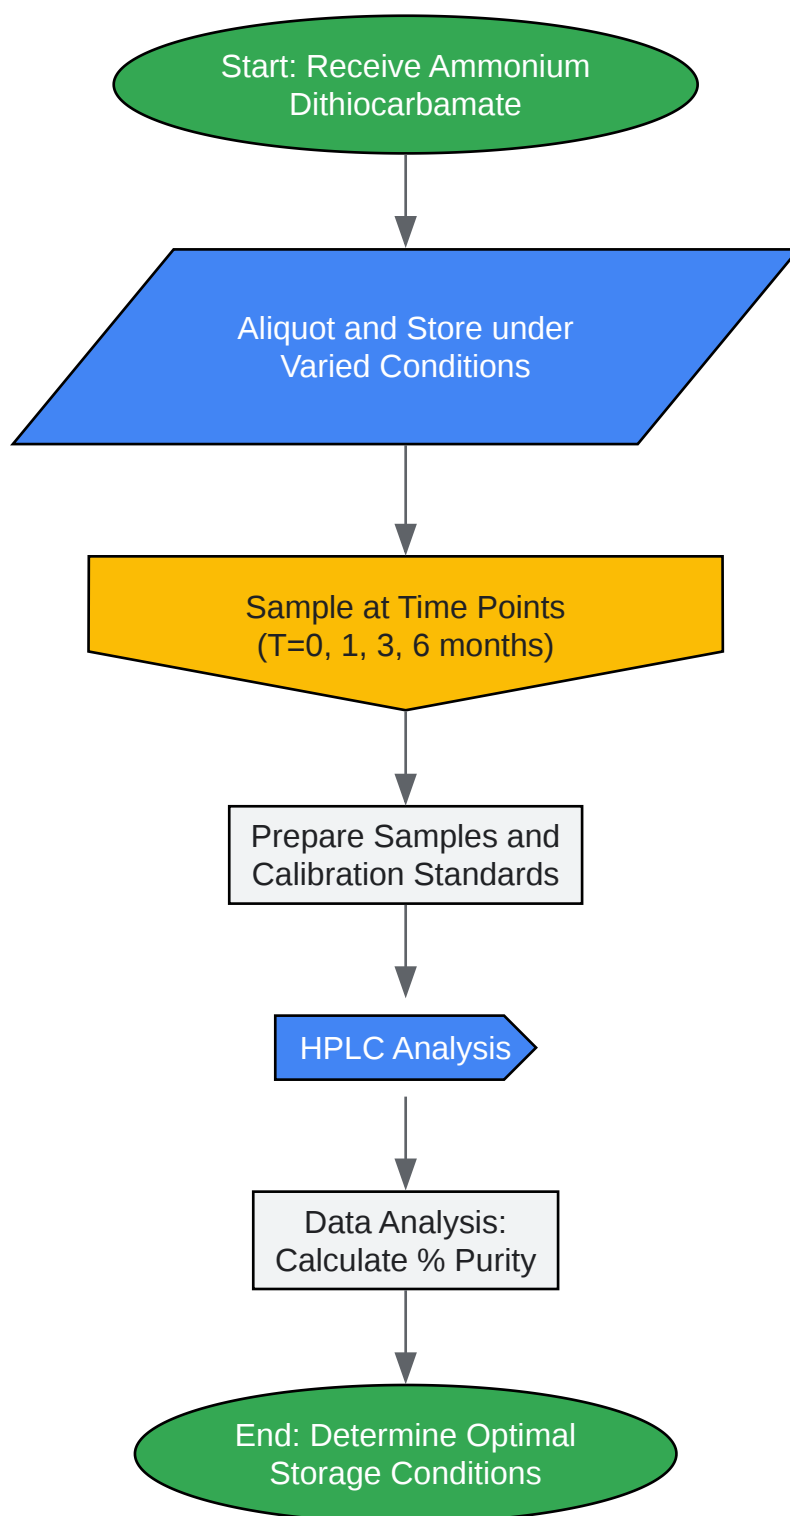 Start: Receive Ammonium
Dithiocarbamate
Aliquot and Store under
Varied Conditions
Sample at Time Points
(T=0, 1, 3, 6 months)
Prepare Samples and
Calibration Standards
HPLC Analysis
Data Analysis:
Calculate % Purity
End: Determine Optimal
Storage Conditions